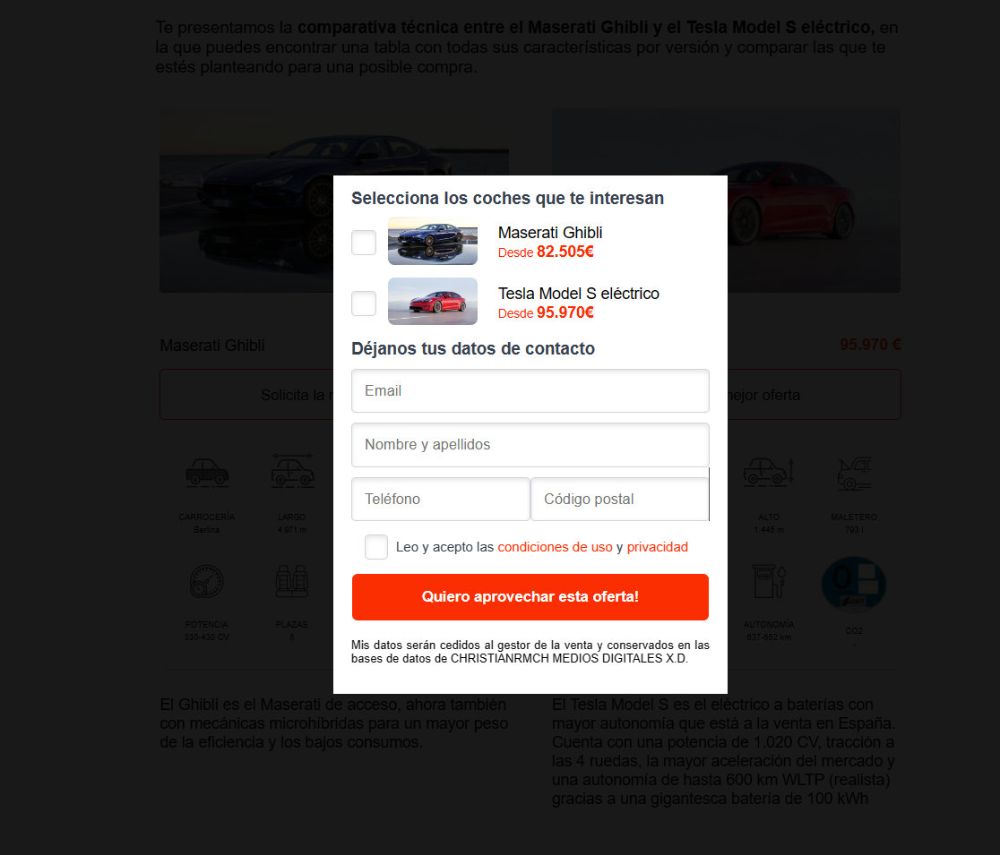 Te presentamos la comparativa técnica entre el Maserati Ghibli y el Tesla Model S eléctrico, en
la que puedes encontrar una tabla con todas sus características por versión y comparar las que te
estés planteando para una posible compra.
Selecciona los coches que te interesan
Maserati Ghibli
Desde 82.505€
Tesla Model S eléctrico
Desde 95.970€
Déjanos tus datos de contacto
Email
Nombre y apellidos
Teléfono
Código postal
Leo y acepto las condiciones de uso y privacidad
Quiero aprovechar esta oferta!
Mis datos serán cedidos al gestor de la venta y conservados en las
bases de datos de CHRISTIANRMCH MEDIOS DIGITALES X.D.
Maserati Ghibli
95.970 €
Solicita la
mejor oferta
CARROCERÍA
Berlina
LARGO
4.971 m
ALTO
1.445 m
MALETERO
793 l
POTENCIA
330-430 CV
PLAZAS
5
AUTONOMÍA
637-652 km
CO2
-
El Ghibli es el Maserati de acceso, ahora también
con mecánicas microhíbridas para un mayor peso
de la eficiencia y los bajos consumos.
El Tesla Model S es el eléctrico a baterías con
mayor autonomía que está a la venta en España.
Cuenta con una potencia de 1.020 CV, tracción a
las 4 ruedas, la mayor aceleración del mercado y
una autonomía de hasta 600 km WLTP (realista)
gracias a una gigantesca batería de 100 kWh